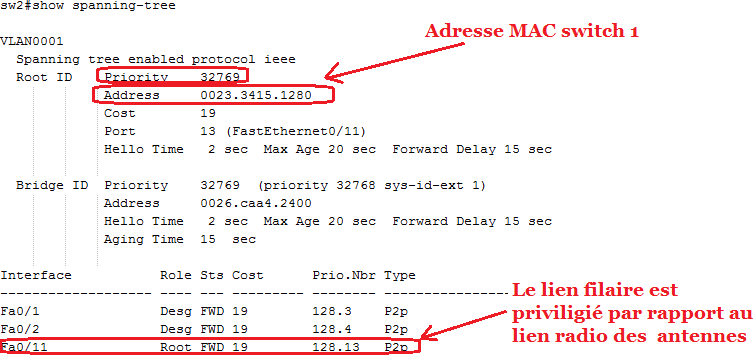 sw2#show spanning-tree
Adresse MAC switch 1
VLAN0001
Spanning tree enabled protocol ieee
Root ID Priority 32769
Address 0023.3415.1280
Cost 19
Port 13 (FastEthernet0/11)
Hello Time 2 sec Max Age 20 sec Forward Delay 15 sec
Bridge ID Priority 32769 (priority 32768 sys-id-ext 1)
Address 0026.caa4.2400
Hello Time 2 sec Max Age 20 sec Forward Delay 15 sec
Aging Time 15 sec
Interface Role Sts Cost Prio.Nbr Type
Fa0/1 Desg FWD 19 128.3 P2p
Fa0/2 Desg FWD 19 128.4 P2p
Fa0/11 Root FWD 19 128.13 P2p
Le lien filaire est
priviligié par rapport au
lien radio des antennes